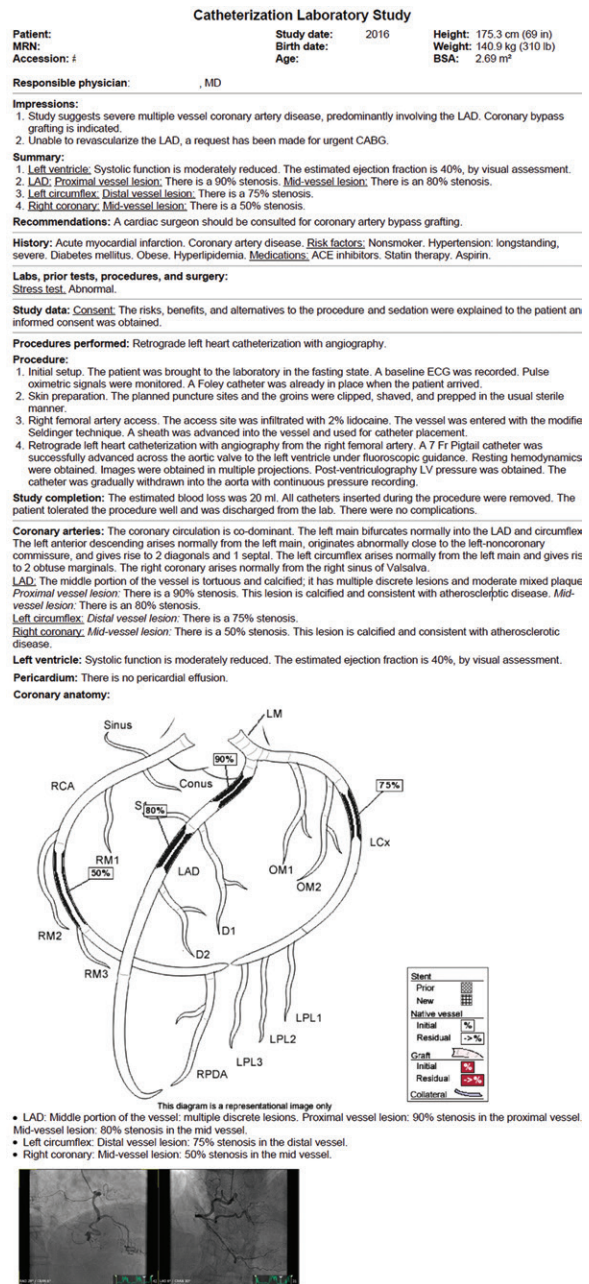 Catheterization Laboratory Study
Patient: Study date: 2016 Height: 175.3 cm (69 in)
MRN: Birth date: Weight: 140.9 kg (310 lb)
Accession: Age: BSA: 2.69 m²
Responsible physician: , MD
Impressions:
1. Study suggests severe multiple vessel coronary artery disease, predominantly involving the LAD. Coronary bypass
grafting is indicated.
2. Unable to revascularize the LAD, a request has been made for urgent CABG.
Summary:
1. Left ventricle: Systolic function is moderately reduced. The estimated ejection fraction is 40%, by visual assessment.
2. LAD: Proximal vessel lesion: There is a 90% stenosis. Mid-vessel lesion: There is an 80% stenosis.
3. Left circumflex: Distal vessel lesion: There is a 75% stenosis.
4. Right coronary: Mid-vessel lesion: There is a 50% stenosis.
Recommendations: A cardiac surgeon should be consulted for coronary artery bypass grafting.
History: Acute myocardial infarction. Coronary artery disease. Risk factors: Nonsmoker. Hypertension: longstanding,
severe. Diabetes mellitus. Obese. Hyperlipidemia. Medications: ACE inhibitors. Statin therapy. Aspirin.
Labs, prior tests, procedures, and surgery:
Stress test. Abnormal.
Study data: Consent: The risks, benefits, and alternatives to the procedure and sedation were explained to the patient an
informed consent was obtained.
Procedures performed: Retrograde left heart catheterization with angiography.
Procedure:
1. Initial setup. The patient was brought to the laboratory in the fasting state. A baseline ECG was recorded. Pulse
oximetric signals were monitored. A Foley catheter was already in place when the patient arrived.
2. Skin preparation. The planned puncture sites and the groins were clipped, shaved, and prepped in the usual sterile
manner.
3. Right femoral artery access. The access site was infiltrated with 2% lidocaine. The vessel was entered with the modifie
Seldinger technique. A sheath was advanced into the vessel and used for catheter placement.
4. Retrograde left heart catheterization with angiography from the right femoral artery. A 7 Fr Pigtail catheter was
successfully advanced across the aortic valve to the left ventricle under fluoroscopic guidance. Resting hemodynamics
were obtained. Images were obtained in multiple projections. Post-ventriculography LV pressure was obtained. The
catheter was gradually withdrawn into the aorta with continuous pressure recording.
Study completion: The estimated blood loss was 20 ml. All catheters inserted during the procedure were removed. The
patient tolerated the procedure well and was discharged from the lab. There were no complications.
Coronary arteries: The coronary circulation is co-dominant. The left main bifurcates normally into the LAD and circumflex
The left anterior descending arises normally from the left main, originates abnormally close to the left-noncoronary
commissure, and gives rise to 2 diagonals and 1 septal. The left circumflex arises normally from the left main and gives ris
to 2 obtuse marginals. The right coronary arises normally from the right sinus of Valsalva.
LAD: The middle portion of the vessel is tortuous and calcified; it has multiple discrete lesions and moderate mixed plaque
Proximal vessel lesion: There is a 90% stenosis. This lesion is calcified and consistent with atherosclerotic disease. Mid-
vessel lesion: There is an 80% stenosis.
Left circumflex: Distal vessel lesion: There is a 75% stenosis.
Right coronary: Mid-vessel lesion: There is a 50% stenosis. This lesion is calcified and consistent with atherosclerotic
disease.
Left ventricle: Systolic function is moderately reduced. The estimated ejection fraction is 40%, by visual assessment.
Pericardium: There is no pericardial effusion.
Coronary anatomy:
LM
Sinus
90%
RCA
Conus
75%
80%
RM1
LAD
OM1
LCx
50%
OM2
D1
RM2
D2
RM3
LPL1
LPL2
LPL3
RPDA
Stent
Prior
New
Native vessel
Initial %
Residual ->%
Graft
Initial %
Residual ->%
Collateral
This diagram is a representational image only
• LAD: Middle portion of the vessel: multiple discrete lesions. Proximal vessel lesion: 90% stenosis in the proximal vessel.
Mid-vessel lesion: 80% stenosis in the mid vessel.
• Left circumflex: Distal vessel lesion: 75% stenosis in the distal vessel.
• Right coronary: Mid-vessel lesion: 50% stenosis in the mid vessel.